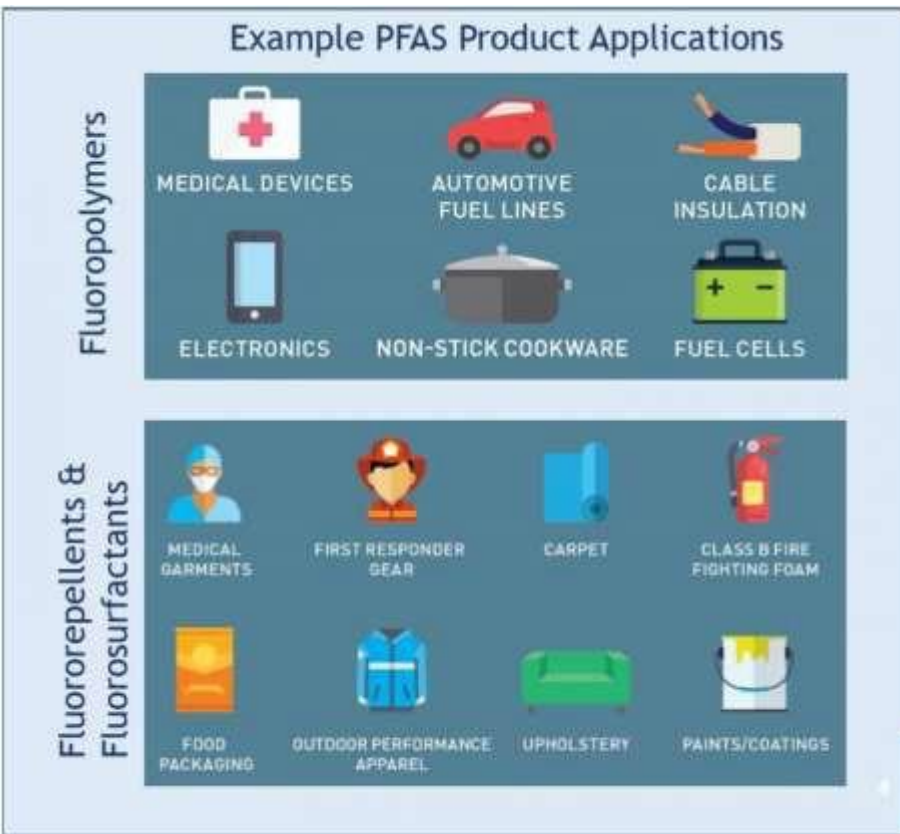 Example PFAS Product Applications
Fluoropolymers
MEDICAL DEVICES
AUTOMOTIVE
FUEL LINES
CABLE
INSULATION
+ −
ELECTRONICS
NON-STICK COOKWARE
FUEL CELLS
Fluororepellents &
Fluorosurfactants
MEDICAL
GARMENTS
FIRST RESPONDER
GEAR
CARPET
CLASS B FIRE
FIGHTING FOAM
FOOD
PACKAGING
OUTDOOR PERFORMANCE
APPAREL
UPHOLSTERY
PAINTS/COATINGS
4